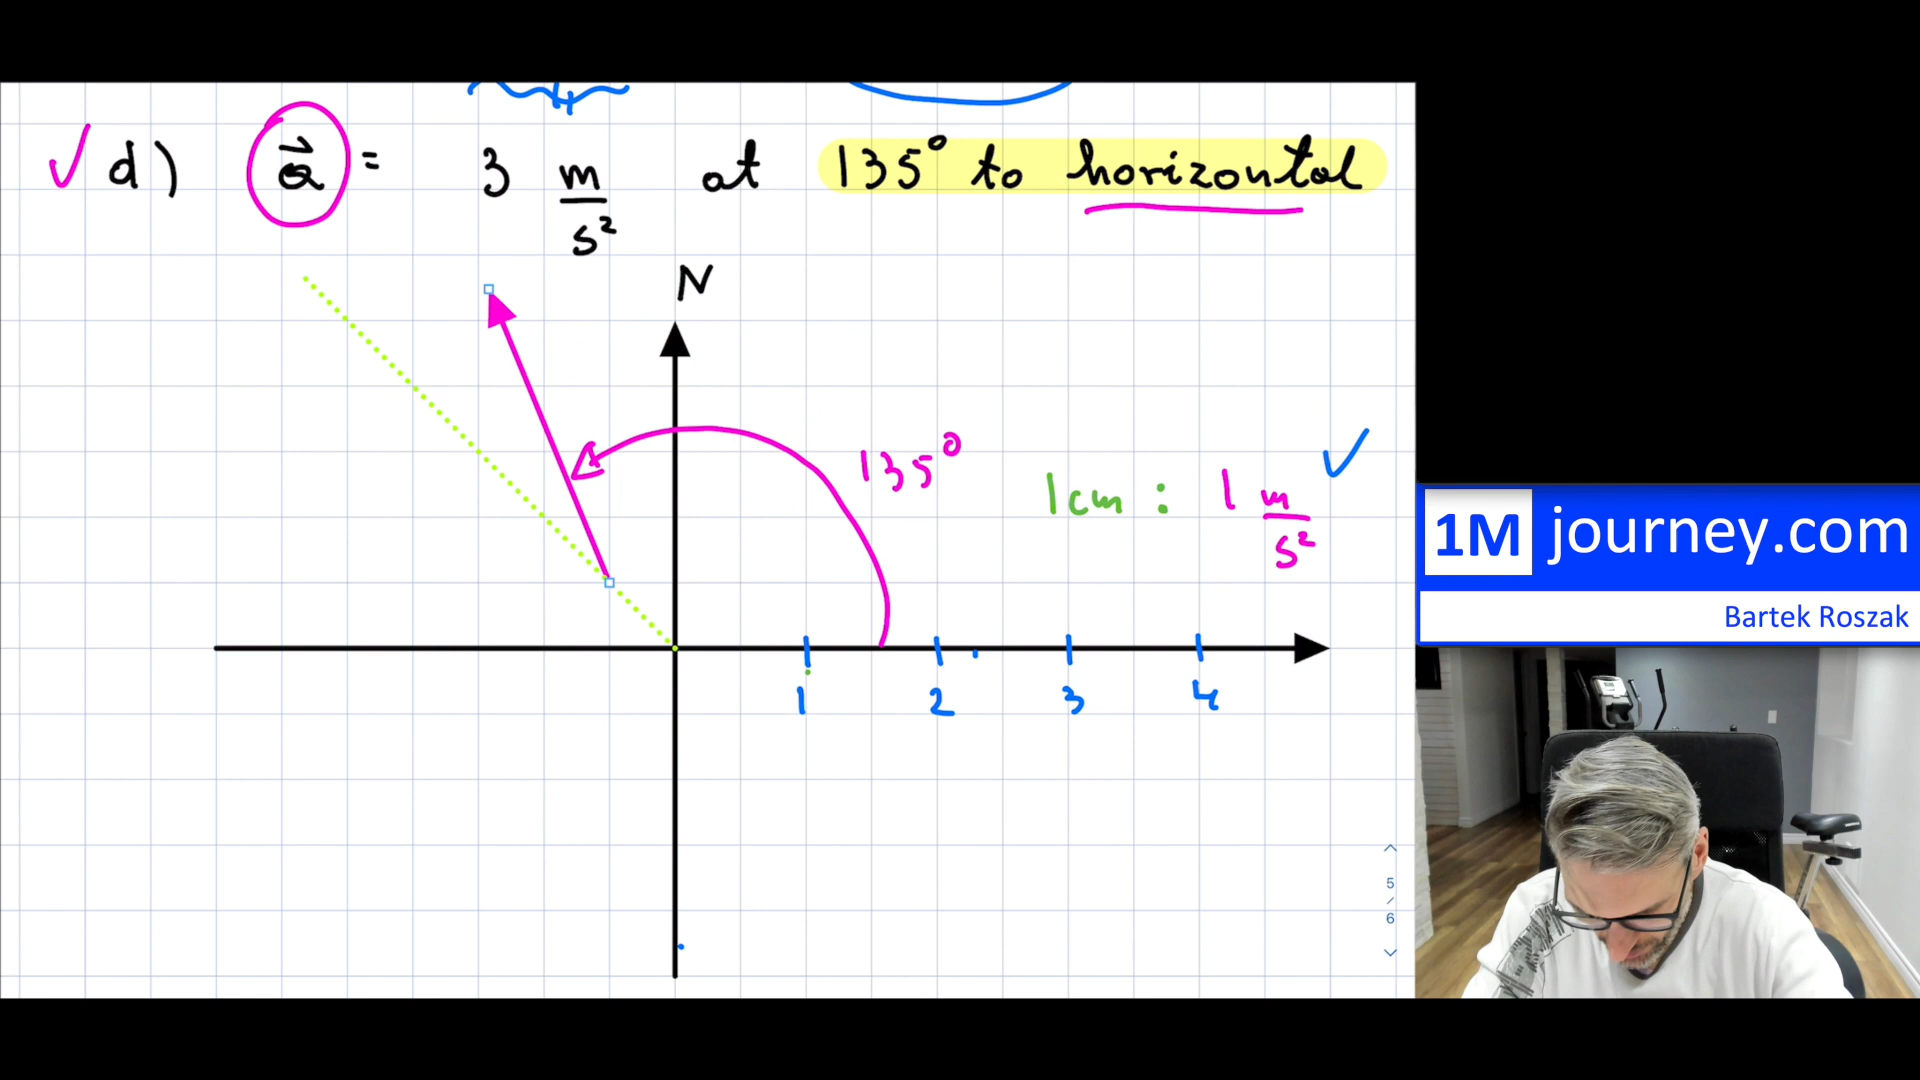 d) a⃗ = 3 m/s² at 135° to horizontal
N
135°
1cm : 1 m/s²
1 2 3 4
1M journey.com
Bartek Roszak
5
/
6